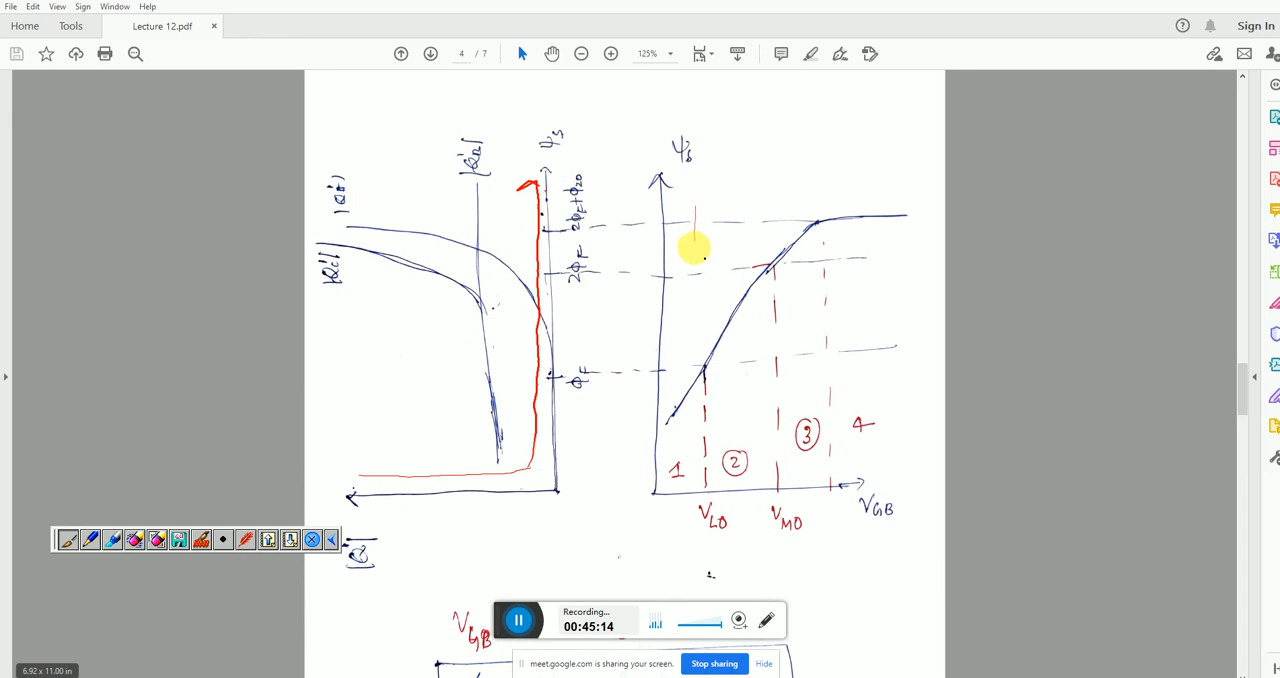 File Edit View Sign Window Help
Home Tools Lecture 12.pdf × Sign In
4 / 7 125%
|Q'B|
|Q'I|
ψs
2φF+φZ0
2φF
φF
ψs
1 2 3 4
VL0 VM0 VGB
VGB
Recording...
00:45:14
meet.google.com is sharing your screen. Stop sharing Hide
6.92 x 11.00 in